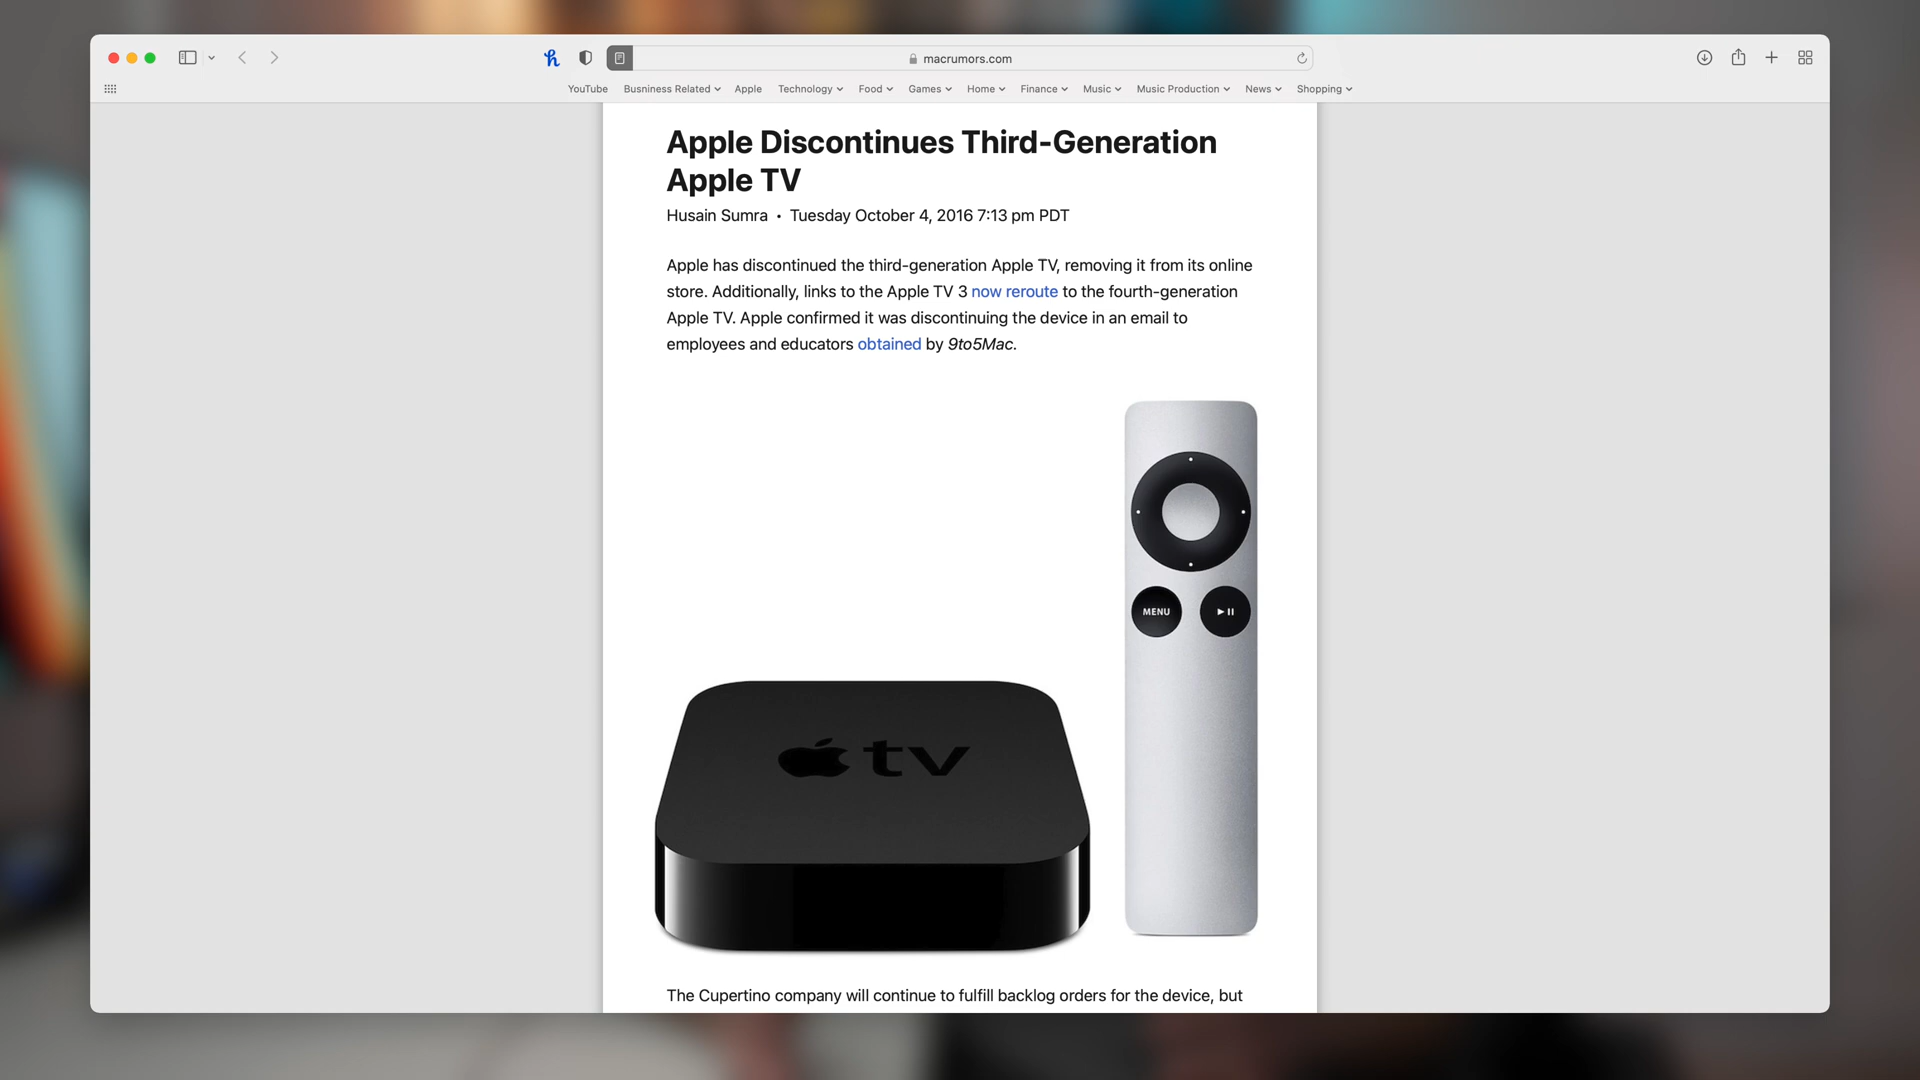 macrumors.com
YouTube Busniness Related Apple Technology Food Games Home Finance Music Music Production News Shopping
Apple Discontinues Third-Generation
Apple TV
Husain Sumra • Tuesday October 4, 2016 7:13 pm PDT
Apple has discontinued the third-generation Apple TV, removing it from its online
store. Additionally, links to the Apple TV 3 now reroute to the fourth-generation
Apple TV. Apple confirmed it was discontinuing the device in an email to
employees and educators obtained by 9to5Mac.
MENU
tv
The Cupertino company will continue to fulfill backlog orders for the device, but